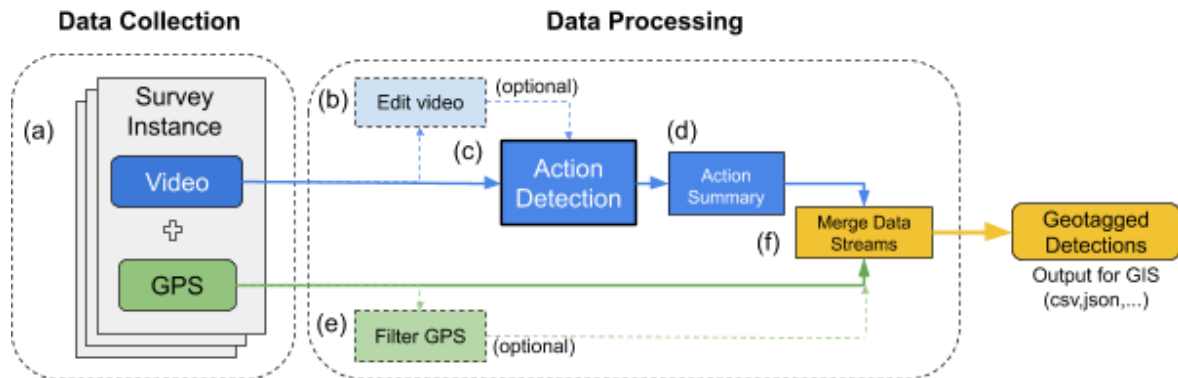 Data Collection
Data Processing
(a)
Survey
Instance
Video
GPS
(b)
Edit video
(optional)
(c)
Action
Detection
(d)
Action
Summary
(e)
Filter GPS
(optional)
(f)
Merge Data
Streams
Geotagged
Detections
Output for GIS
(csv,json,...)